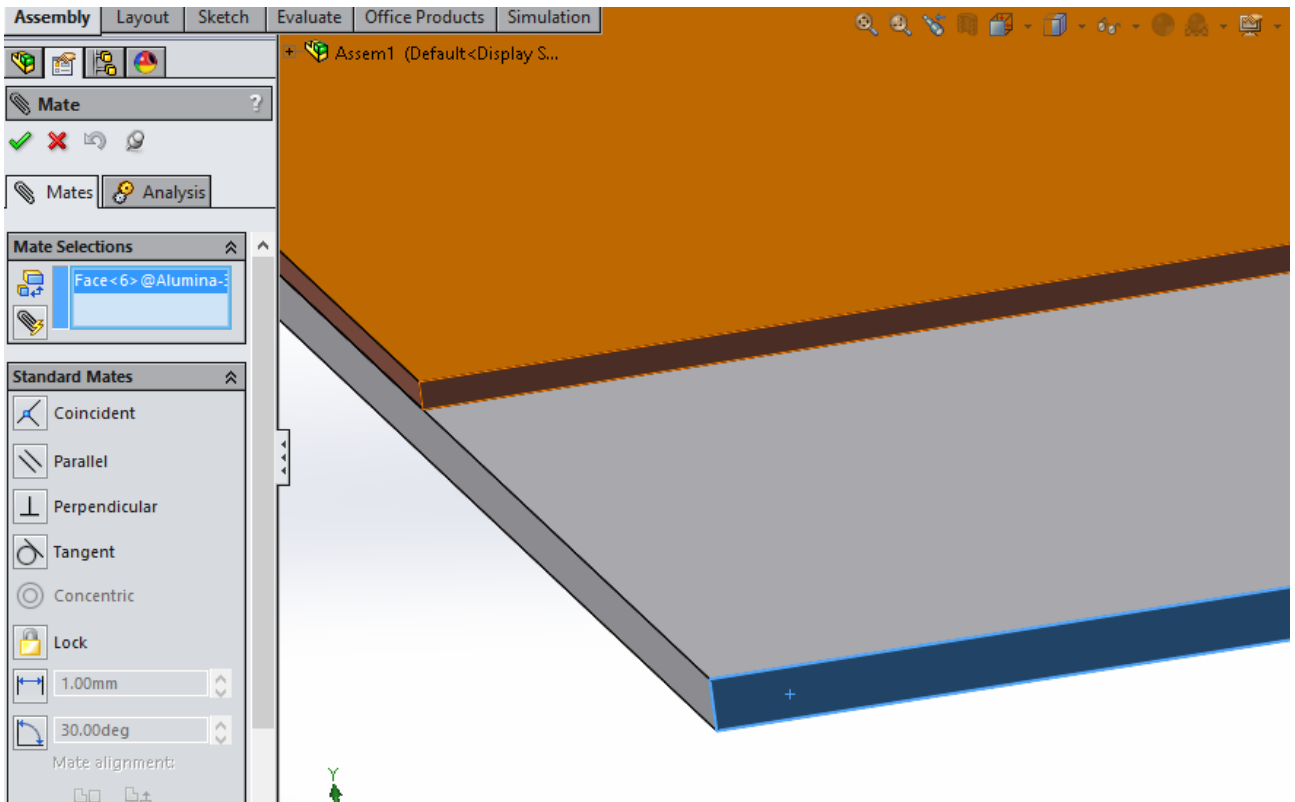 Assembly Layout Sketch Evaluate Office Products Simulation
Assem1 (Default<Display S...
Mate ?
Mates Analysis
Mate Selections
Face<6>@Alumina-3
Standard Mates
Coincident
Parallel
Perpendicular
Tangent
Concentric
Lock
1.00mm
30.00deg
Mate alignment:
Y